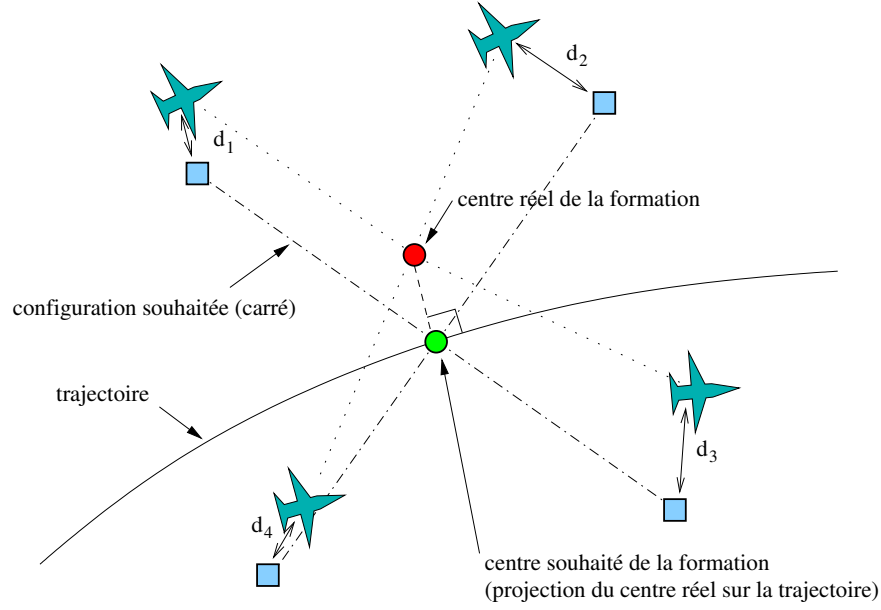 d2
d1
centre réel de la formation
configuration souhaitée (carré)
trajectoire
d3
d4
centre souhaité de la formation
(projection du centre réel sur la trajectoire)